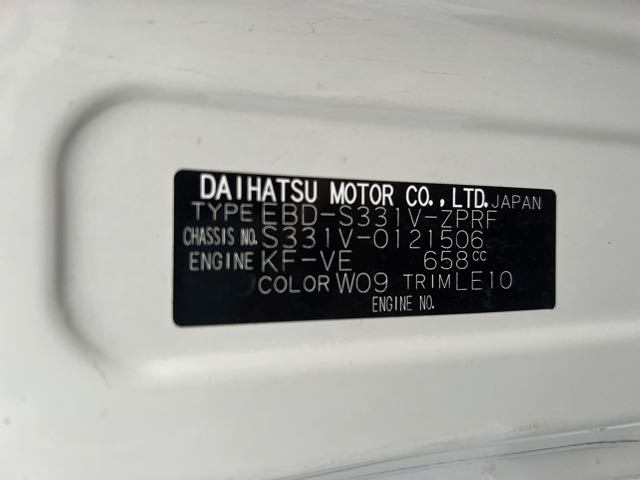 DAIHATSU MOTOR CO., LTD. JAPAN
TYPE EBD-S331V-ZPRF
CHASSIS NO. S331V-0121506
ENGINE KF-VE 658cc
COLOR W09 TRIM LE10
ENGINE NO.